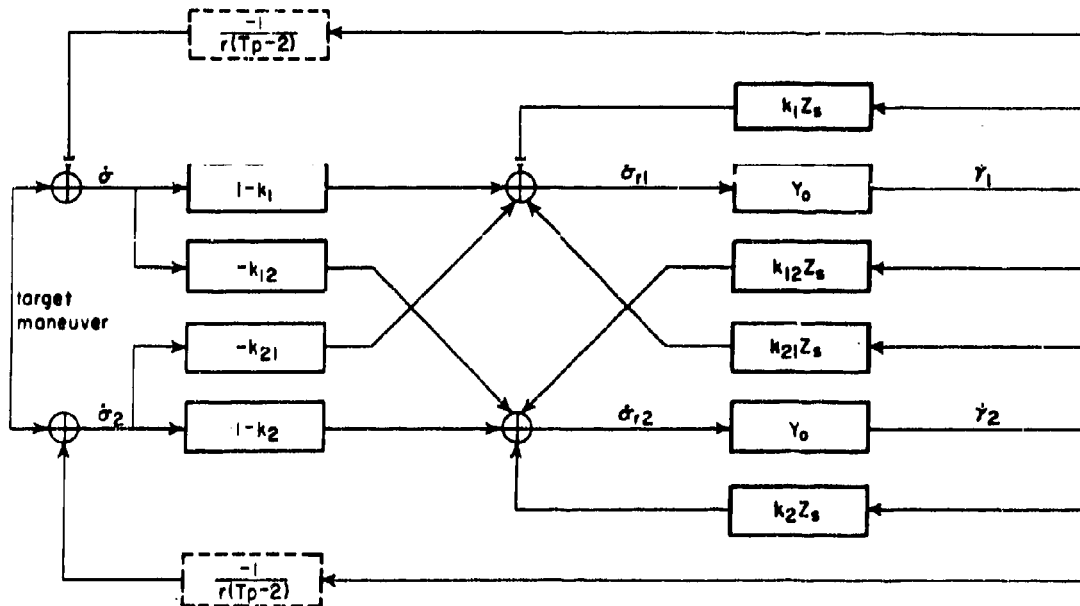 -1
r(Tp-2)
k₁Zₛ
σ̇
1-k₁
σ̇ᵣ₁
Y₀
γ̇₁
-k₁₂
k₁₂Zₛ
target
maneuver
-k₂₁
k₂₁Zₛ
σ̇₂
1-k₂
σ̇ᵣ₂
Y₀
γ̇₂
k₂Zₛ
-1
r(Tp-2)